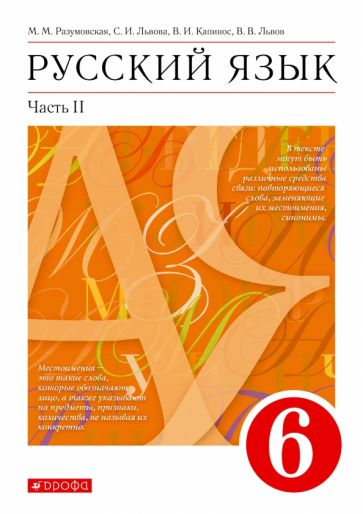 М. М. Разумовская, С. И. Львова, В. И. Капинос, В. В. Львов
РУССКИЙ ЯЗЫК
Часть II
В тексте
могут быть
использованы
различные средства
связи: повторяющиеся
слова, заменяющие
их местоимения,
синонимы.
Местоимения –
это такие слова,
которые обозначают
лицо, а также указывают
на предметы, признаки,
количества, не называя их
конкретно.
6
дрофа